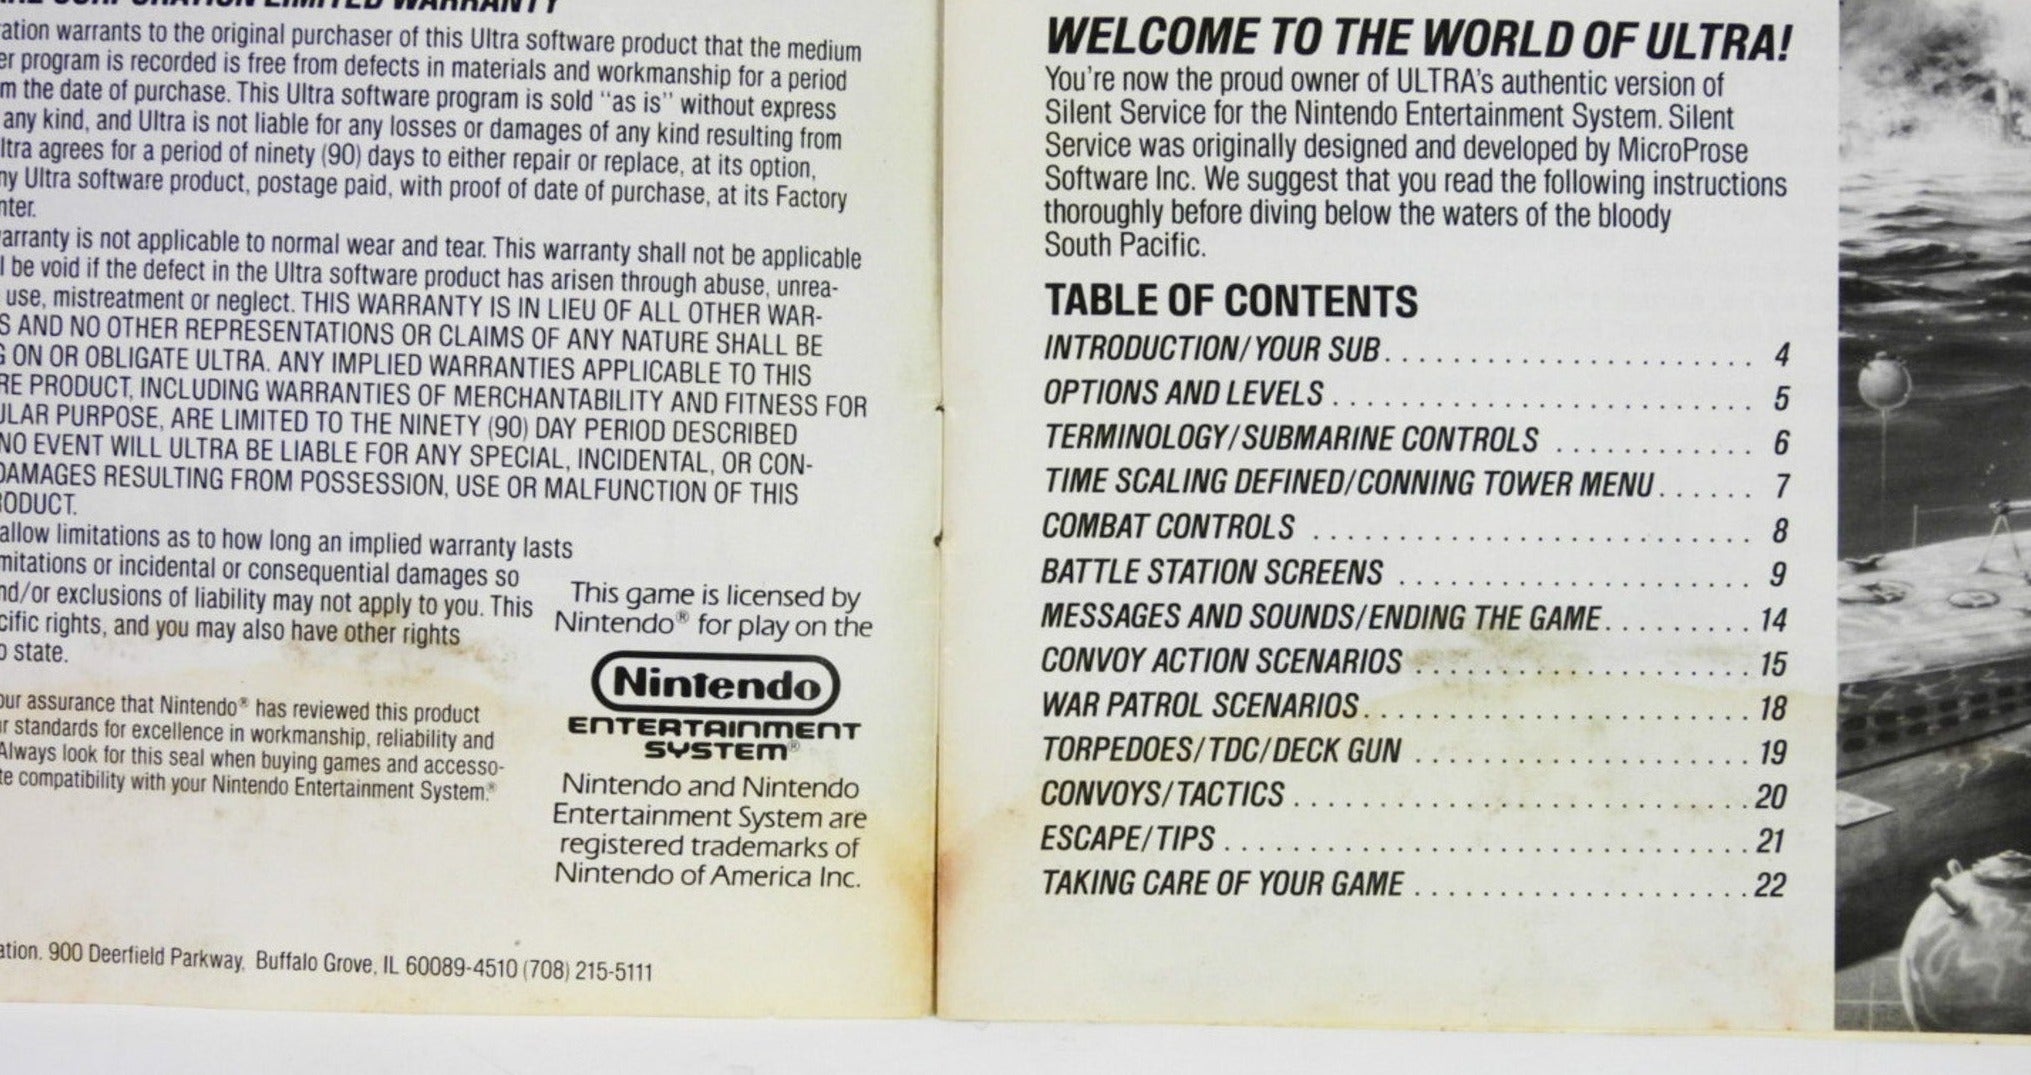 CORPORATION LIMITED WARRANTY
warrants to the original purchaser of this Ultra software product that the medium
program is recorded is free from defects in materials and workmanship for a period
the date of purchase. This Ultra software program is sold "as is" without express
any kind, and Ultra is not liable for any losses or damages of any kind resulting from
agrees for a period of ninety (90) days to either repair or replace, at its option,
Ultra software product, postage paid, with proof of date of purchase, at its Factory
is not applicable to normal wear and tear. This warranty shall not be applicable
be void if the defect in the Ultra software product has arisen through abuse, unrea-
use, mistreatment or neglect. THIS WARRANTY IS IN LIEU OF ALL OTHER WAR-
AND NO OTHER REPRESENTATIONS OR CLAIMS OF ANY NATURE SHALL BE
ON OR OBLIGATE ULTRA. ANY IMPLIED WARRANTIES APPLICABLE TO THIS
PRODUCT, INCLUDING WARRANTIES OF MERCHANTABILITY AND FITNESS FOR
PURPOSE, ARE LIMITED TO THE NINETY (90) DAY PERIOD DESCRIBED
NO EVENT WILL ULTRA BE LIABLE FOR ANY SPECIAL, INCIDENTAL, OR CON-
DAMAGES RESULTING FROM POSSESSION, USE OR MALFUNCTION OF THIS
allow limitations as to how long an implied warranty lasts
or incidental or consequential damages so
exclusions of liability may not apply to you. This
rights, and you may also have other rights
state.
assurance that Nintendo® has reviewed this product
standards for excellence in workmanship, reliability and
Always look for this seal when buying games and accesso-
compatibility with your Nintendo Entertainment System.®
This game is licensed by
Nintendo® for play on the
Nintendo
ENTERTAINMENT
SYSTEM®
Nintendo and Nintendo
Entertainment System are
registered trademarks of
Nintendo of America Inc.
900 Deerfield Parkway, Buffalo Grove, IL 60089-4510 (708) 215-5111
WELCOME TO THE WORLD OF ULTRA!
You're now the proud owner of ULTRA's authentic version of
Silent Service for the Nintendo Entertainment System. Silent
Service was originally designed and developed by MicroProse
Software Inc. We suggest that you read the following instructions
thoroughly before diving below the waters of the bloody
South Pacific.
TABLE OF CONTENTS
INTRODUCTION/YOUR SUB . . . . . . . . . . . . . . . . . . . . . . . . . 4
OPTIONS AND LEVELS . . . . . . . . . . . . . . . . . . . . . . . . . . . . 5
TERMINOLOGY/SUBMARINE CONTROLS . . . . . . . . . . . . . 6
TIME SCALING DEFINED/CONNING TOWER MENU . . . . . . 7
COMBAT CONTROLS . . . . . . . . . . . . . . . . . . . . . . . . . . . . . 8
BATTLE STATION SCREENS . . . . . . . . . . . . . . . . . . . . . . . 9
MESSAGES AND SOUNDS/ENDING THE GAME . . . . . . . . . . 14
CONVOY ACTION SCENARIOS . . . . . . . . . . . . . . . . . . . . . . 15
WAR PATROL SCENARIOS . . . . . . . . . . . . . . . . . . . . . . . . . 18
TORPEDOES/TDC/DECK GUN . . . . . . . . . . . . . . . . . . . . . . 19
CONVOYS/TACTICS . . . . . . . . . . . . . . . . . . . . . . . . . . . . . . 20
ESCAPE/TIPS . . . . . . . . . . . . . . . . . . . . . . . . . . . . . . . . . . . 21
TAKING CARE OF YOUR GAME . . . . . . . . . . . . . . . . . . . . . . 22